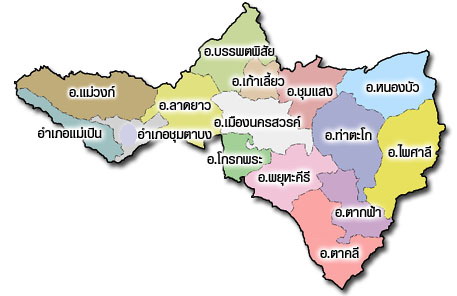 อ.บรรพตพิสัย
อ.เก้าเลี้ยว
อ.ชุมแสง
อ.หนองบัว
อ.แม่วงก์
อ.ลาดยาว
อ.เมืองนครสวรรค์
อ.ท่าตะโก
อำเภอแม่เปิน
อำเภอชุมตาบง
อ.ไพศาลี
อ.โกรกพระ
อ.พยุหะคีรี
อ.ตากฟ้า
อ.ตาคลี